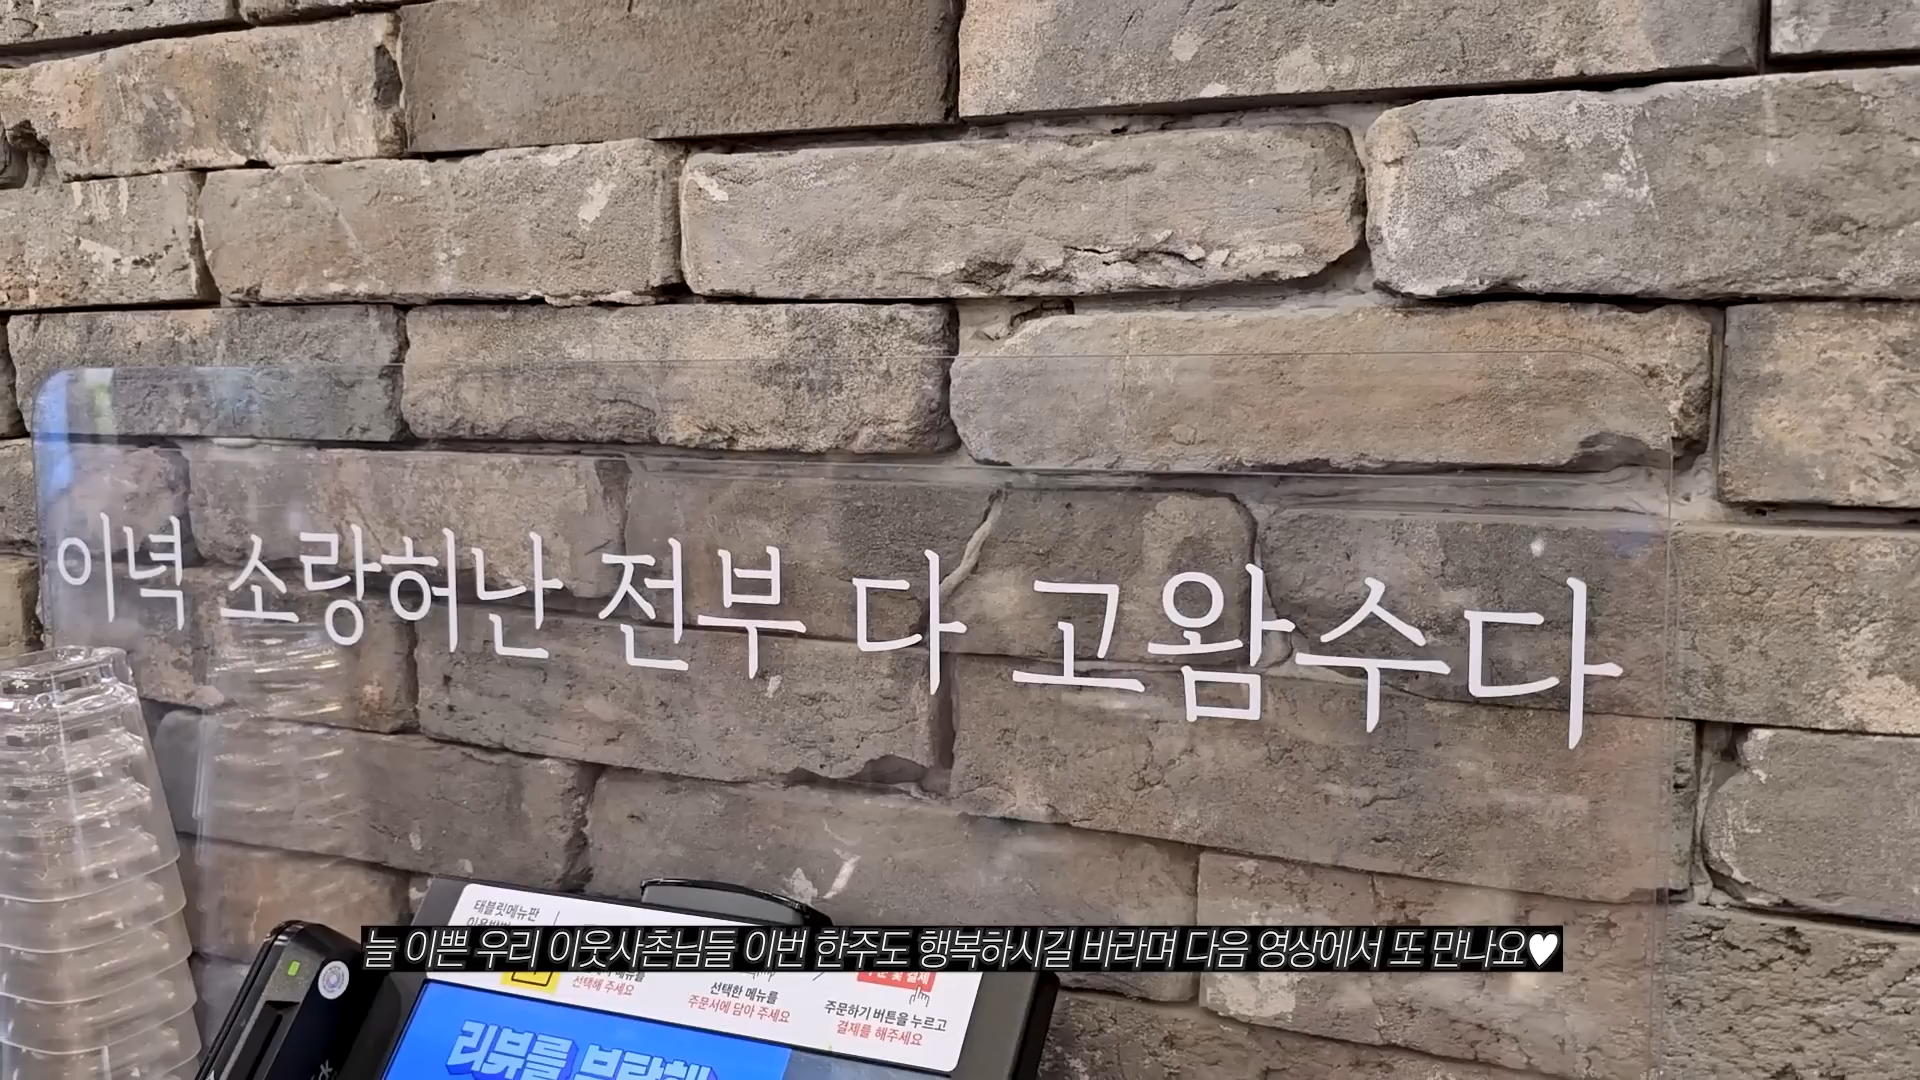 이녁 소랑허난 전부 다 고왐수다
태블릿메뉴판
늘 이쁜 우리 이웃사촌님들 이번 한주도 행복하시길 바라며 다음 영상에서 또 만나요♥
메뉴를
선택해 주세요
선택한 메뉴를
주문서에 담아 주세요
주문하기 버튼을 누르고
결제를 해주세요
리뷰를